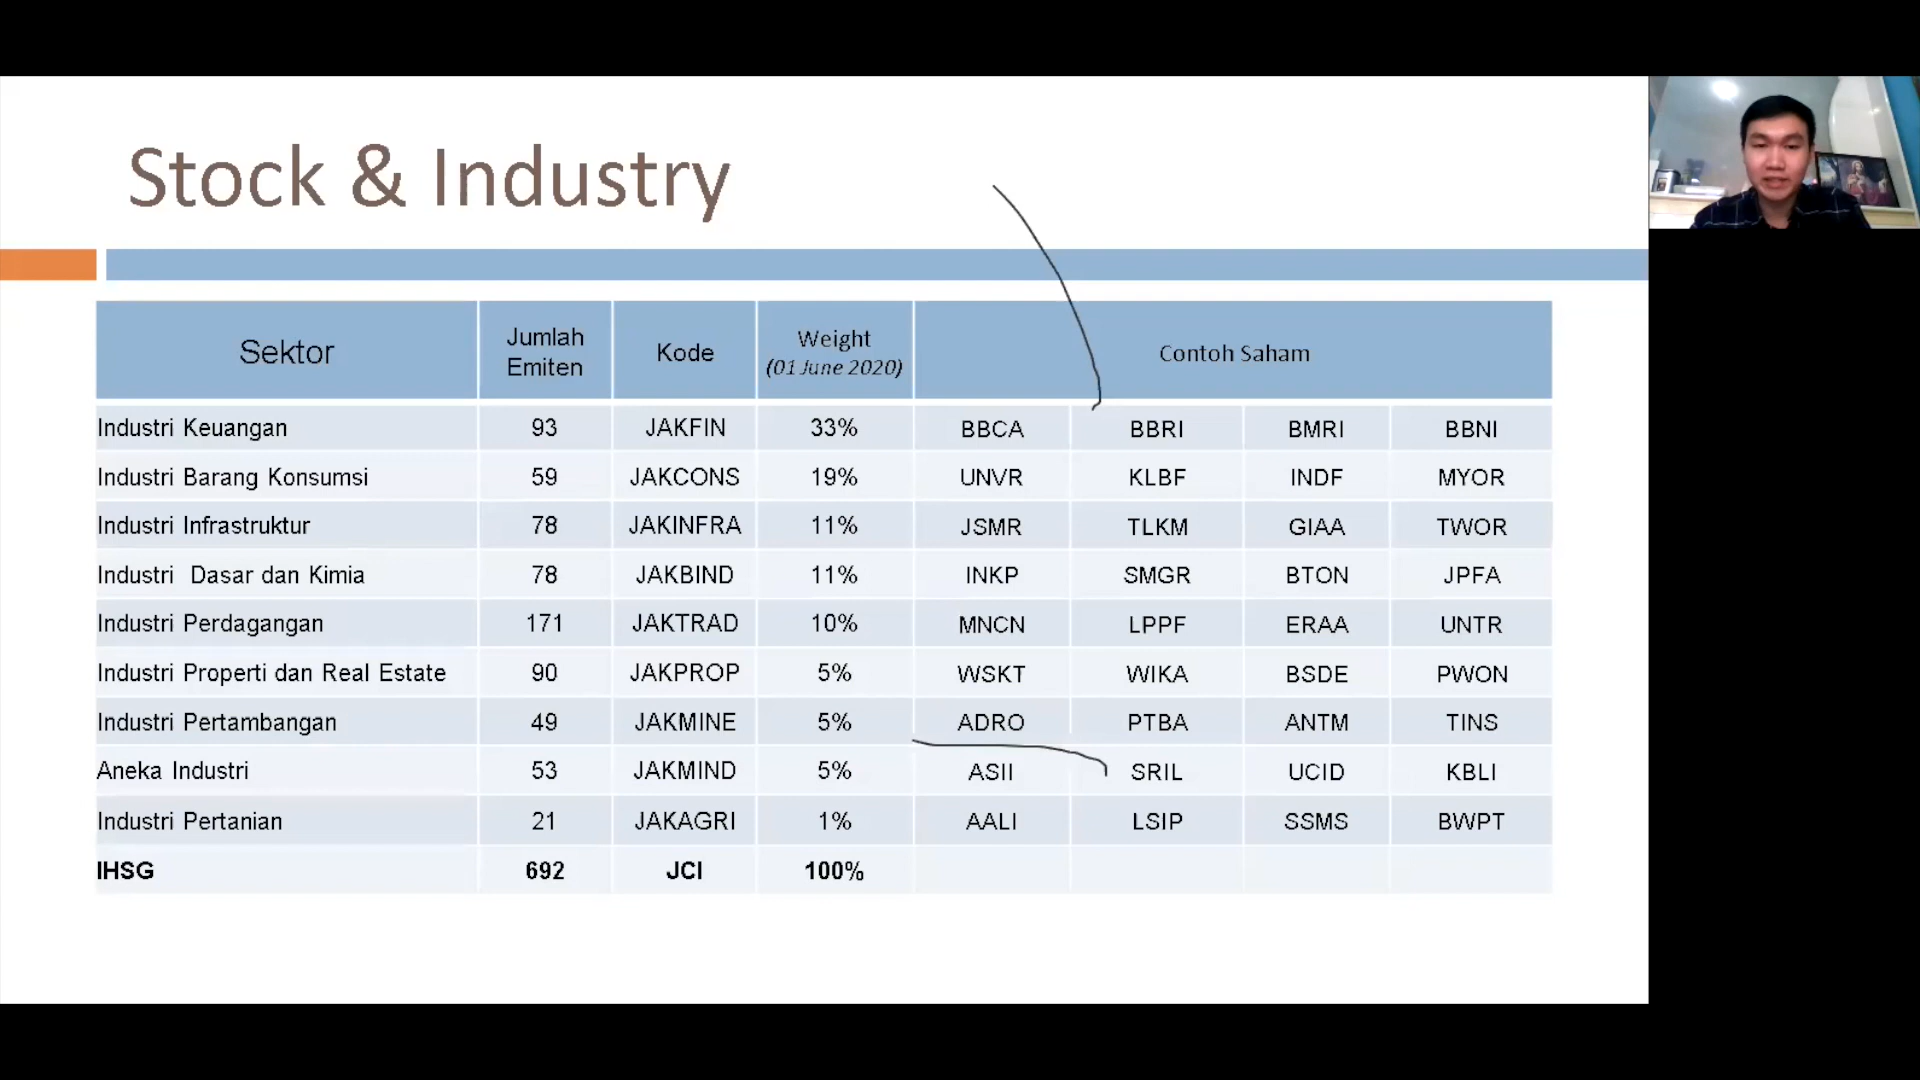 Stock & Industry
Sektor Jumlah Emiten Kode Weight (01 June 2020) Contoh Saham
Industri Keuangan 93 JAKFIN 33% BBCA BBRI BMRI BBNI
Industri Barang Konsumsi 59 JAKCONS 19% UNVR KLBF INDF MYOR
Industri Infrastruktur 78 JAKINFRA 11% JSMR TLKM GIAA TWOR
Industri Dasar dan Kimia 78 JAKBIND 11% INKP SMGR BTON JPFA
Industri Perdagangan 171 JAKTRAD 10% MNCN LPPF ERAA UNTR
Industri Properti dan Real Estate 90 JAKPROP 5% WSKT WIKA BSDE PWON
Industri Pertambangan 49 JAKMINE 5% ADRO PTBA ANTM TINS
Aneka Industri 53 JAKMIND 5% ASII SRIL UCID KBLI
Industri Pertanian 21 JAKAGRI 1% AALI LSIP SSMS BWPT
IHSG 692 JCI 100%